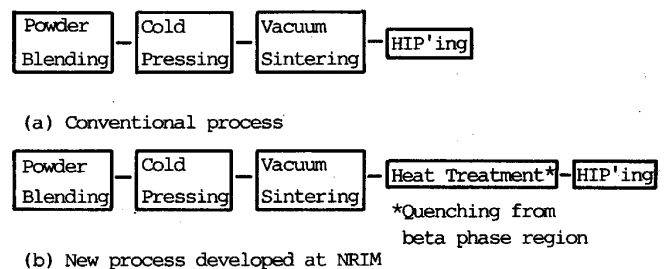 Powder Blending — Cold Pressing — Vacuum Sintering — HIP'ing
(a) Conventional process
Powder Blending — Cold Pressing — Vacuum Sintering — Heat Treatment* — HIP'ing
*Quenching from
beta phase region
(b) New process developed at NRIM